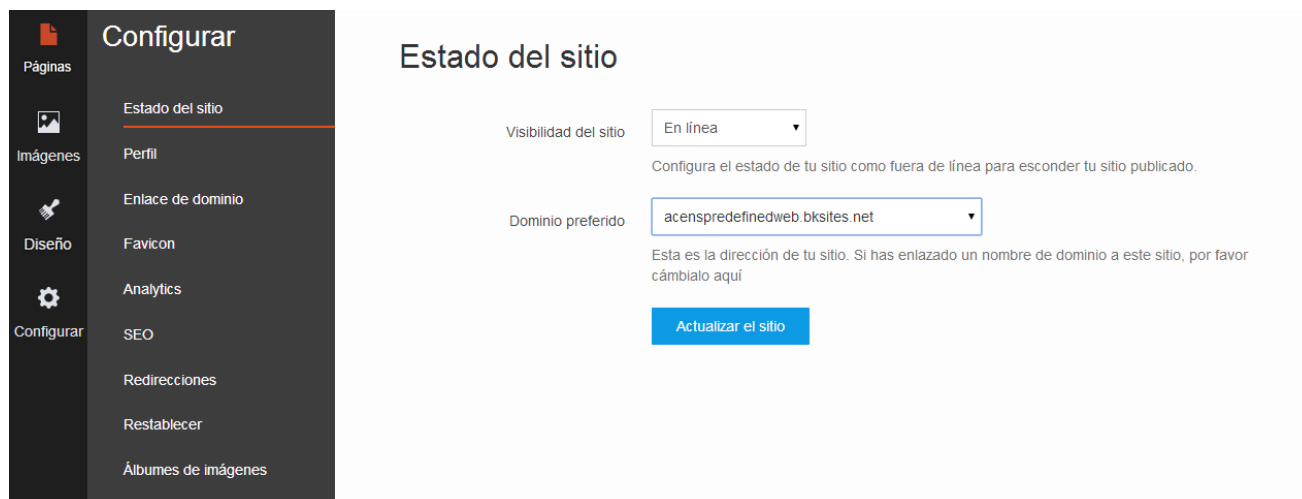 Páginas
Imágenes
Diseño
Configurar
Configurar
Estado del sitio
Perfil
Enlace de dominio
Favicon
Analytics
SEO
Redirecciones
Restablecer
Álbumes de imágenes
Estado del sitio
Visibilidad del sitio
En línea
Configura el estado de tu sitio como fuera de línea para esconder tu sitio publicado.
Dominio preferido
acenspredefinedweb.bksites.net
Esta es la dirección de tu sitio. Si has enlazado un nombre de dominio a este sitio, por favor
cámbialo aquí
Actualizar el sitio